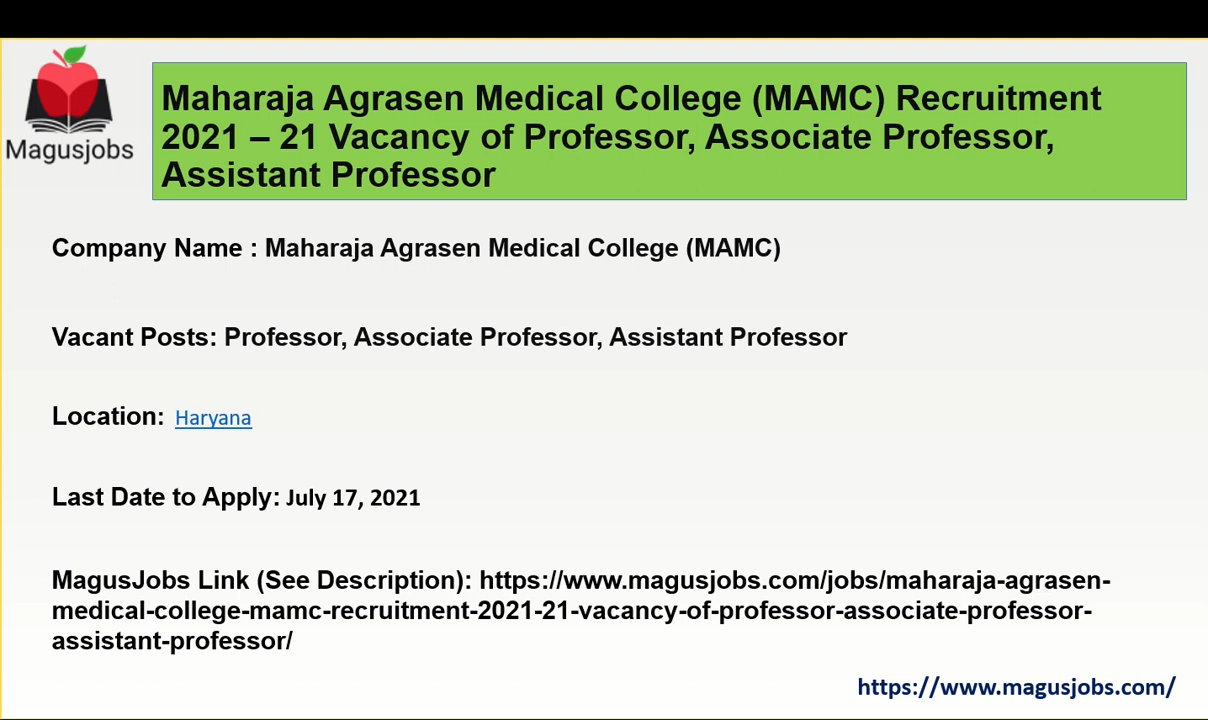 Magusjobs
Maharaja Agrasen Medical College (MAMC) Recruitment
2021 – 21 Vacancy of Professor, Associate Professor,
Assistant Professor
Company Name : Maharaja Agrasen Medical College (MAMC)
Vacant Posts: Professor, Associate Professor, Assistant Professor
Location: Haryana
Last Date to Apply: July 17, 2021
MagusJobs Link (See Description): https://www.magusjobs.com/jobs/maharaja-agrasen-
medical-college-mamc-recruitment-2021-21-vacancy-of-professor-associate-professor-
assistant-professor/
https://www.magusjobs.com/